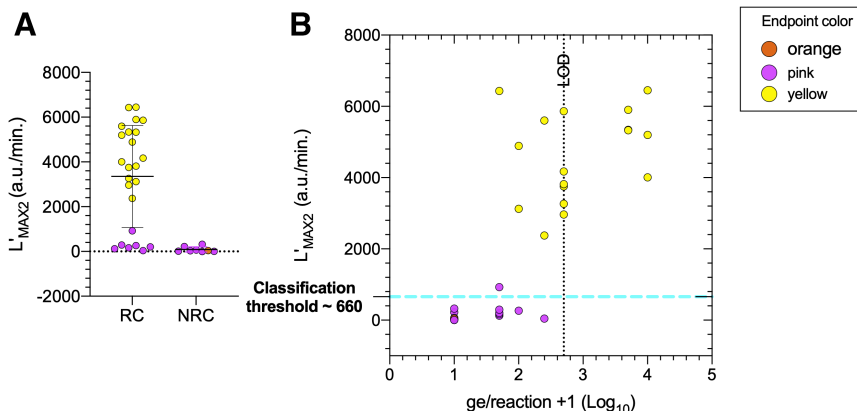 A
L'MAX2 (a.u./min.)
8000
6000
4000
2000
0
-2000
RC
NRC
B
L'MAX2 (a.u./min.)
8000
6000
4000
2000
0
LOD
Classification
threshold ~ 660
0
1
2
3
4
5
ge/reaction +1 (Log10)
Endpoint color
orange
pink
yellow